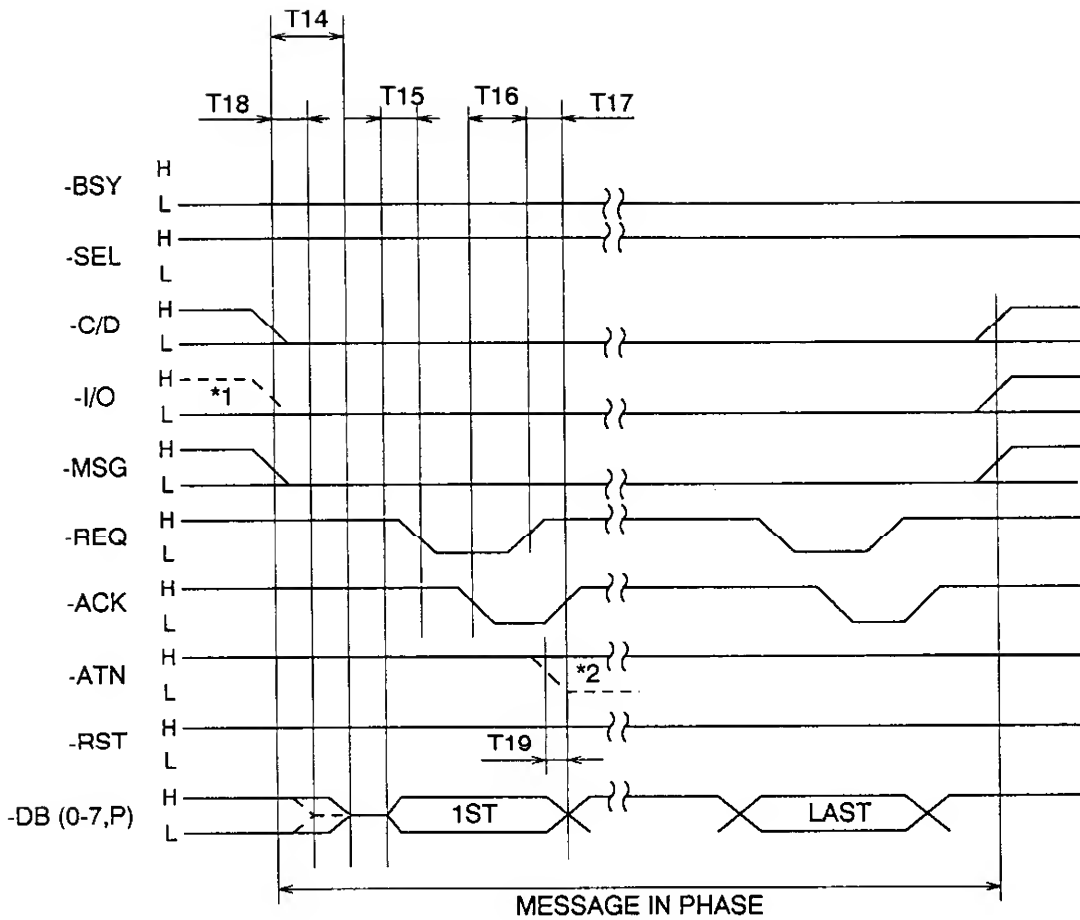 T14
T18 T15 T16 T17
-BSY H
L
-SEL H
L
-C/D H
L
-I/O H *1
L
-MSG H
L
-REQ H
L
-ACK H
L
-ATN H
L *2
-RST H
L T19
-DB (0-7,P) H
L 1ST LAST
MESSAGE IN PHASE